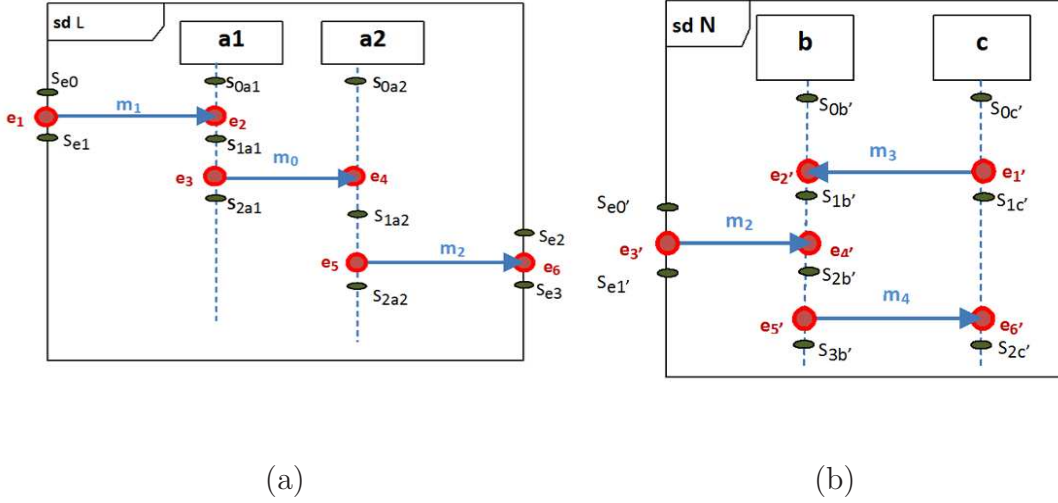 sd L
a1
a2
Se0
S0a1
S0a2
e1
m1
e2
Se1
S1a1
e3
m0
e4
S2a1
S1a2
Se2
e5
m2
e6
S2a2
Se3
(a)
sd N
b
c
S0b'
S0c'
m3
e2'
e1'
S1b'
S1c'
Se0'
m2
e3'
e4'
Se1'
S2b'
m4
e5'
e6'
S3b'
S2c'
(b)